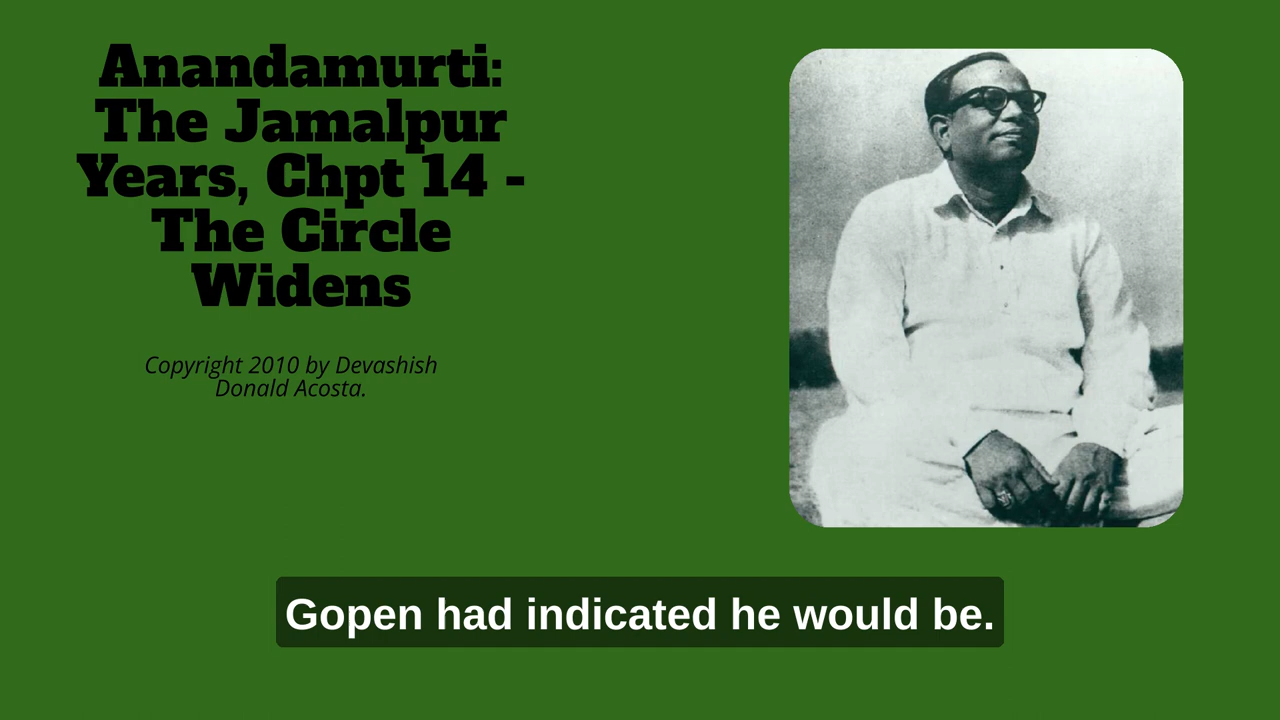 Anandamurti:
The Jamalpur
Years, Chpt 14 -
The Circle
Widens
Copyright 2010 by Devashish
Donald Acosta.
Gopen had indicated he would be.